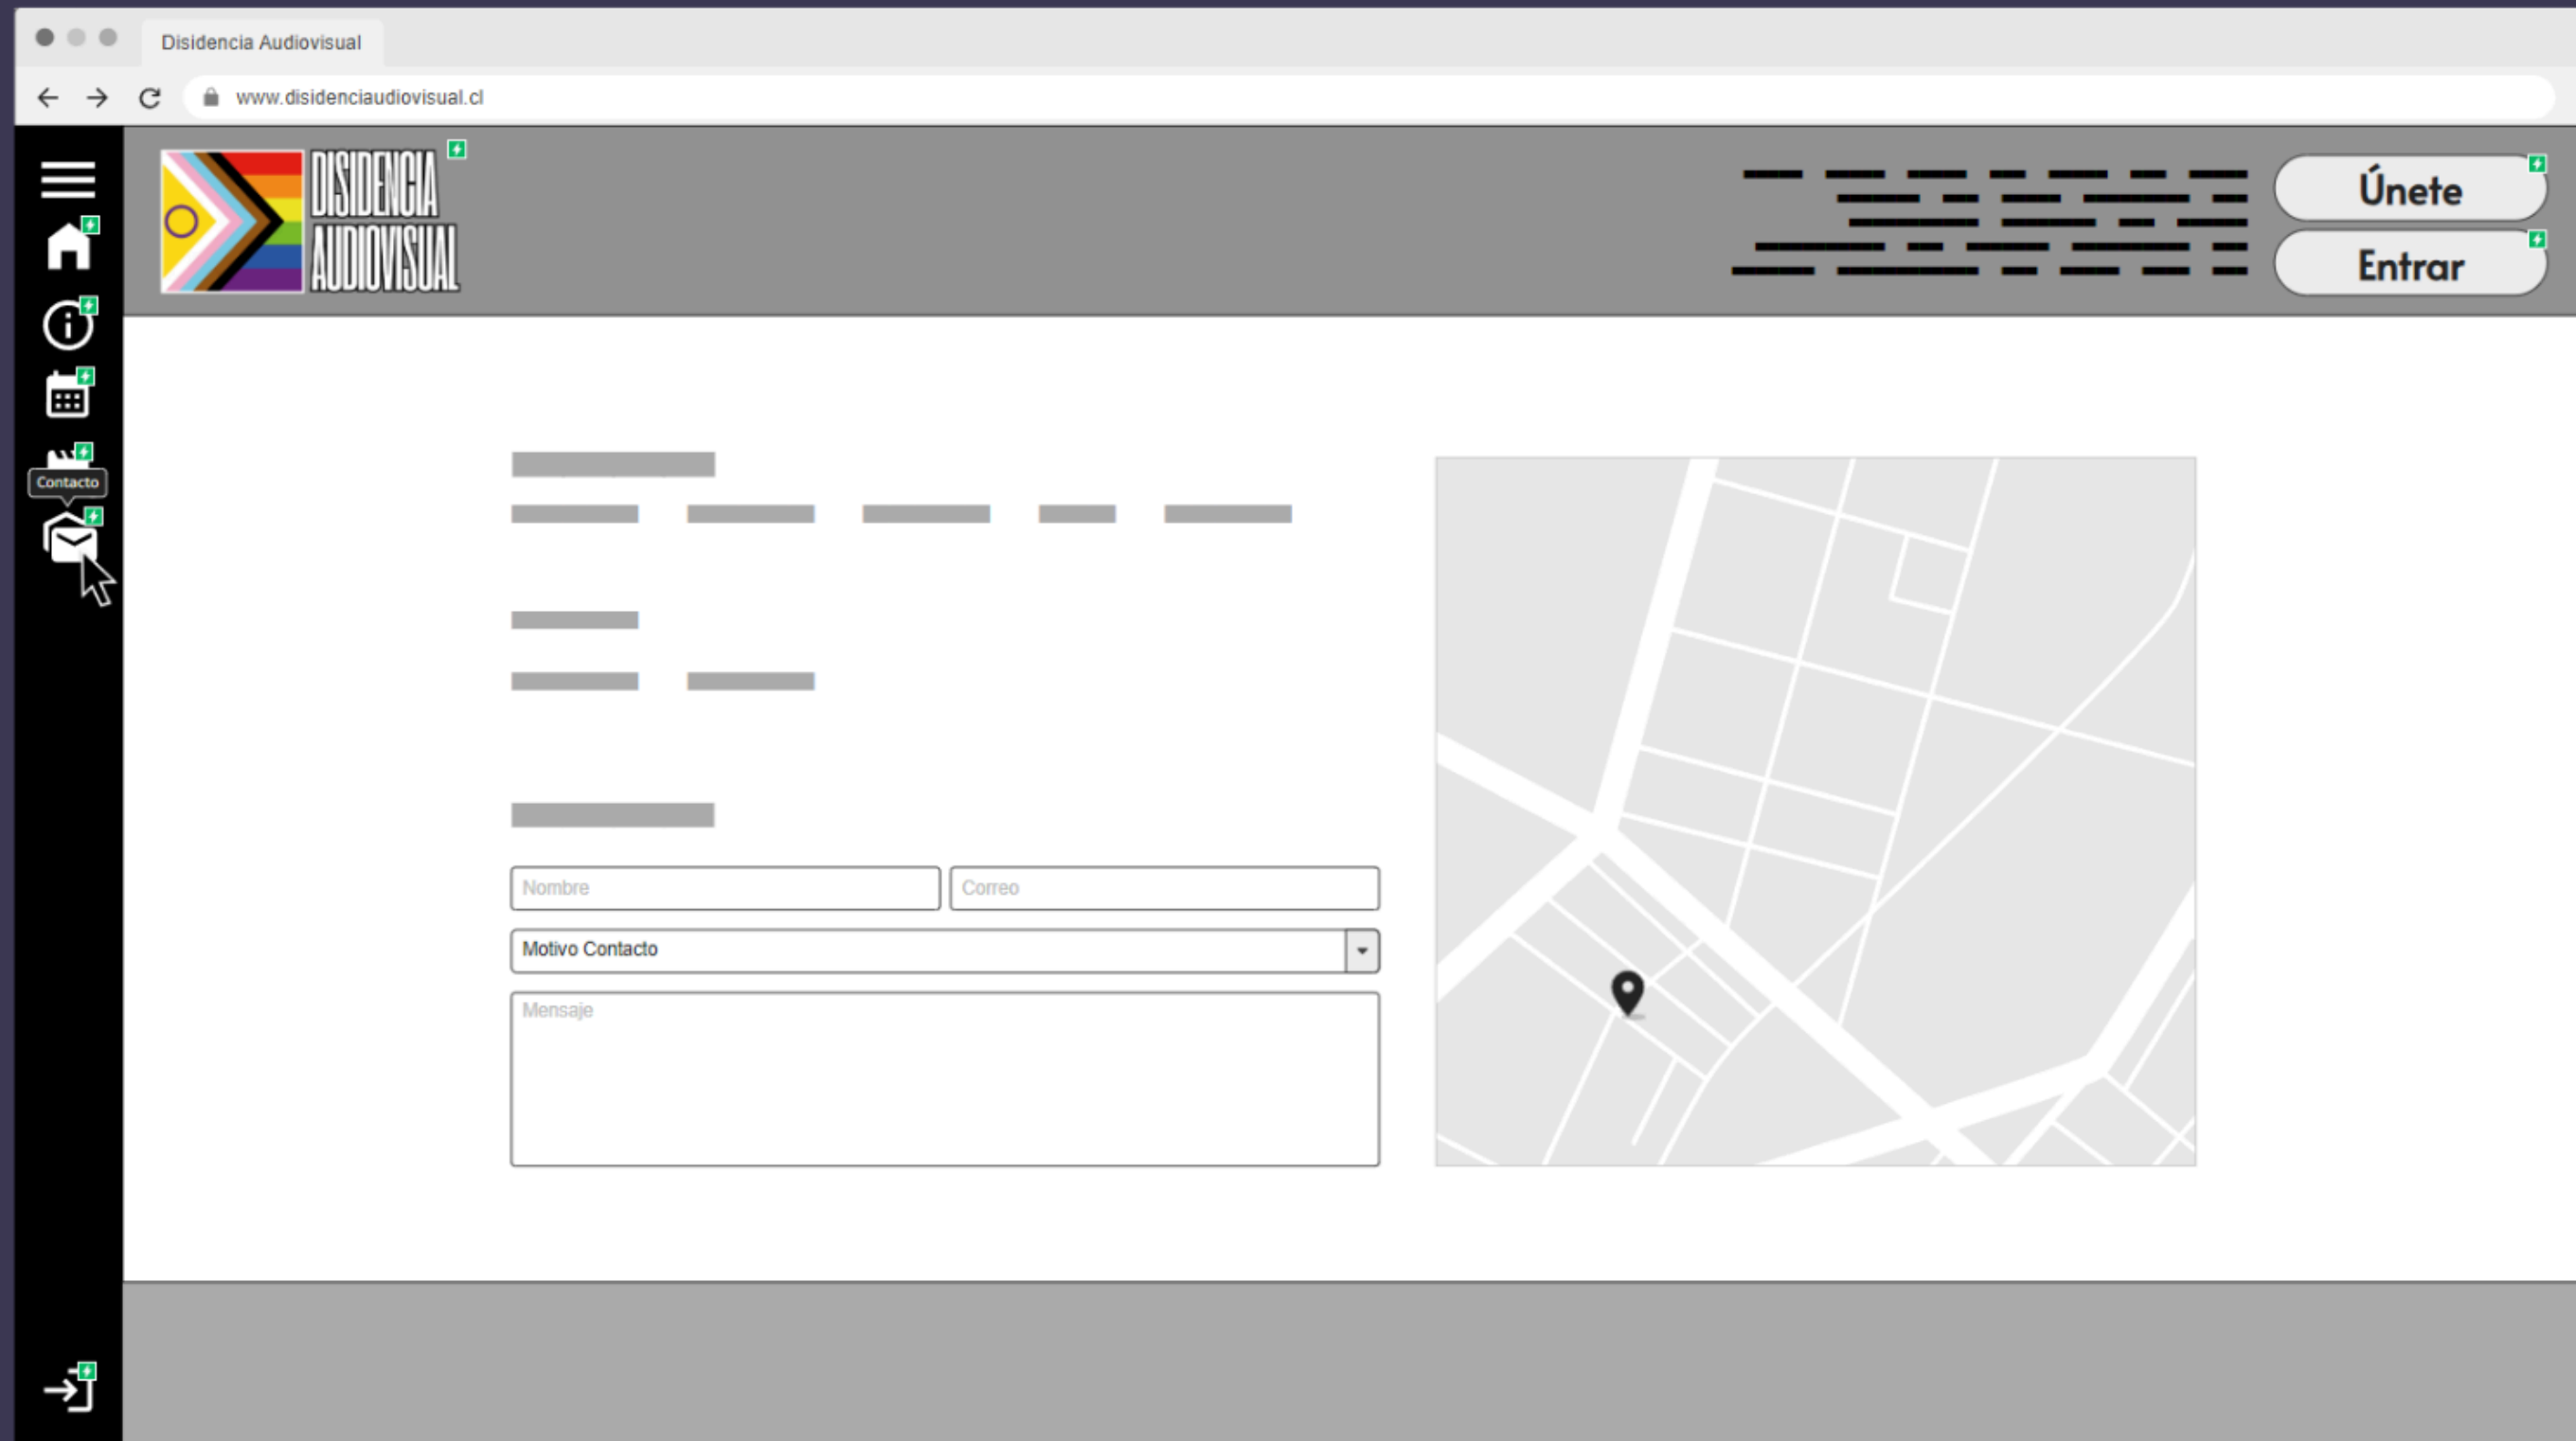 Disidencia Audiovisual
www.disidenciaudiovisual.cl
DISIDENCIA
AUDIOVISUAL
Únete
Entrar
Contacto
Nombre
Correo
Motivo Contacto
Mensaje